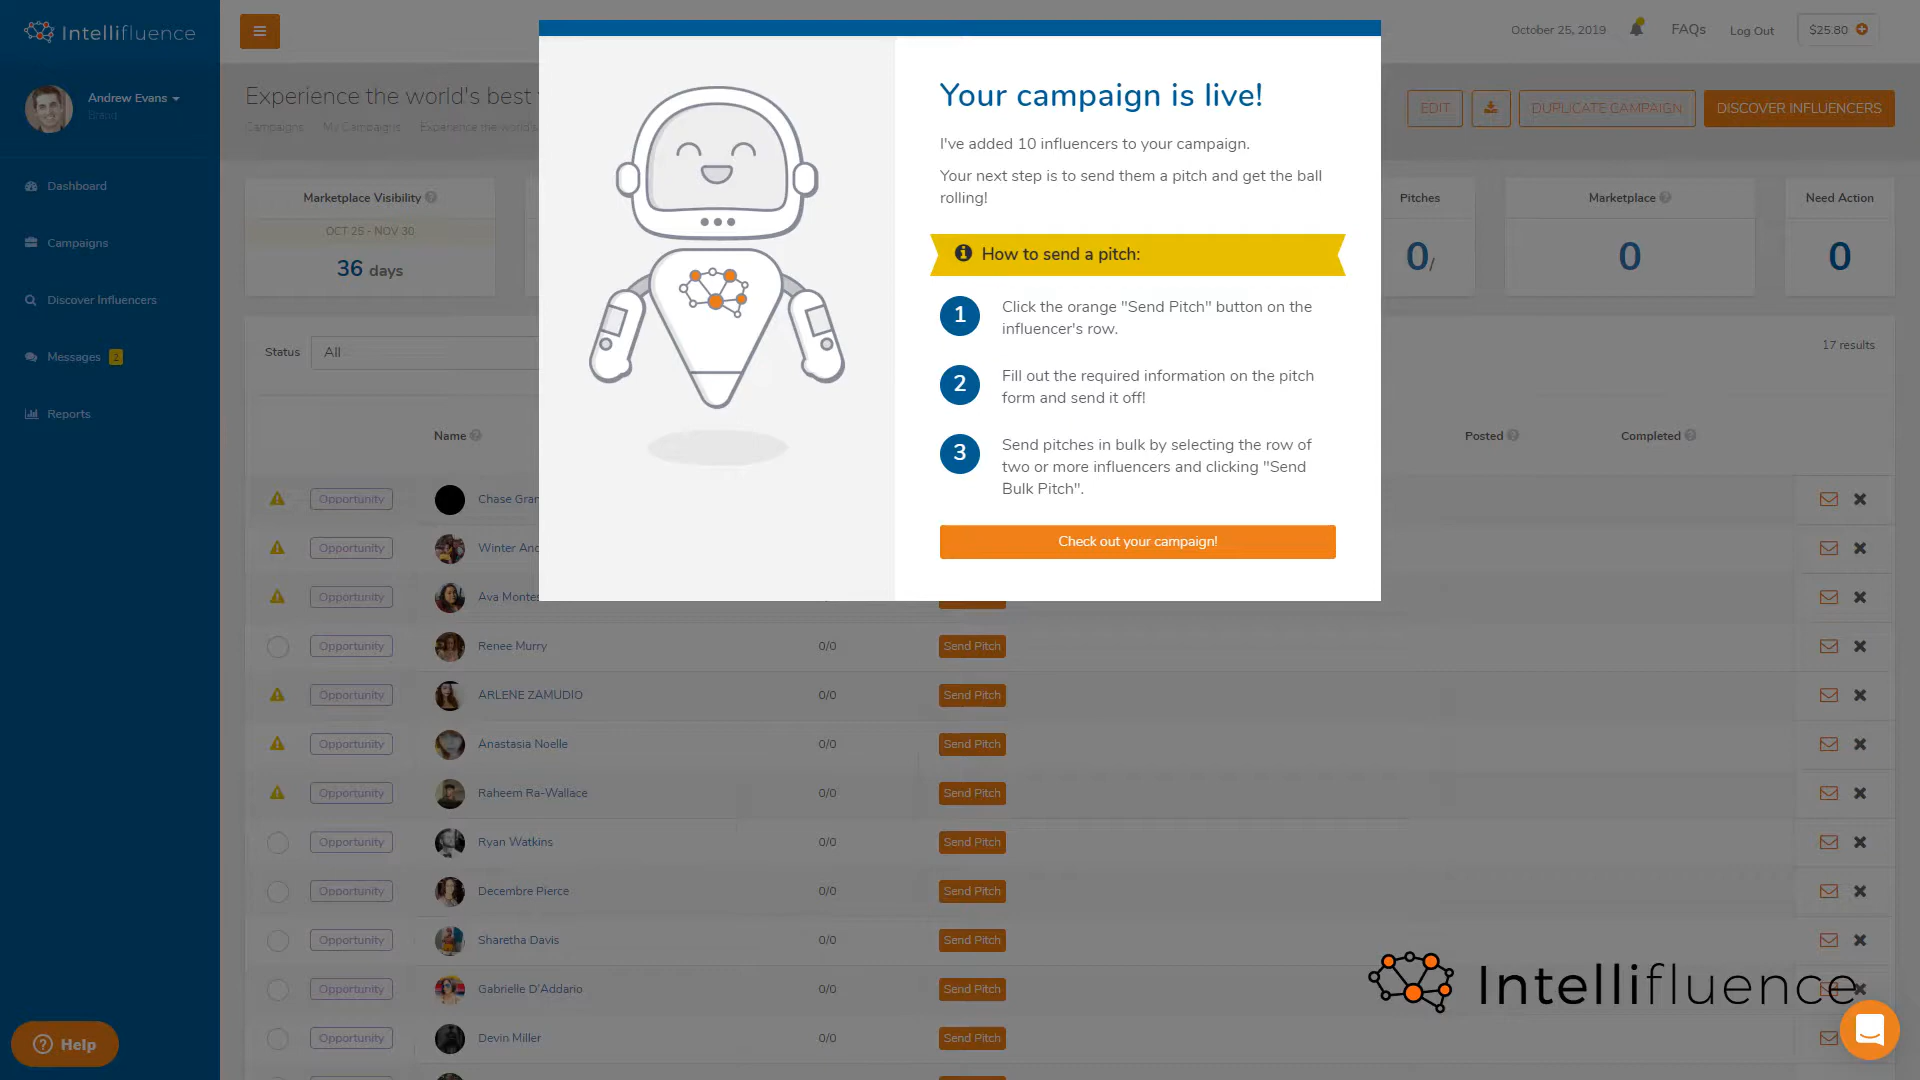 Intellifluence
October 25, 2019
FAQs
Log Out
$25.80
Andrew Evans
Brand
Experience the world's best
Campaigns
My Campaigns
Experience the world's
EDIT
DUPLICATE CAMPAIGN
DISCOVER INFLUENCERS
Dashboard
Campaigns
Discover Influencers
Messages 2
Reports
Marketplace Visibility
OCT 25 - NOV 30
36 days
Pitches
0/
Marketplace
0
Need Action
0
Your campaign is live!
I've added 10 influencers to your campaign.
Your next step is to send them a pitch and get the ball
rolling!
How to send a pitch:
1 Click the orange "Send Pitch" button on the
influencer's row.
2 Fill out the required information on the pitch
form and send it off!
3 Send pitches in bulk by selecting the row of
two or more influencers and clicking "Send
Bulk Pitch".
Check out your campaign!
Status All
17 results
Name
Posted
Completed
Opportunity Chase Gran
Opportunity Winter And
Opportunity Ava Montes
Opportunity Renee Murry 0/0 Send Pitch
Opportunity ARLENE ZAMUDIO 0/0 Send Pitch
Opportunity Anastasia Noelle 0/0 Send Pitch
Opportunity Raheem Ra-Wallace 0/0 Send Pitch
Opportunity Ryan Watkins 0/0 Send Pitch
Opportunity Decembre Pierce 0/0 Send Pitch
Opportunity Sharetha Davis 0/0 Send Pitch
Opportunity Gabrielle D'Addario 0/0 Send Pitch
Opportunity Devin Miller 0/0 Send Pitch
Intellifluence
Help